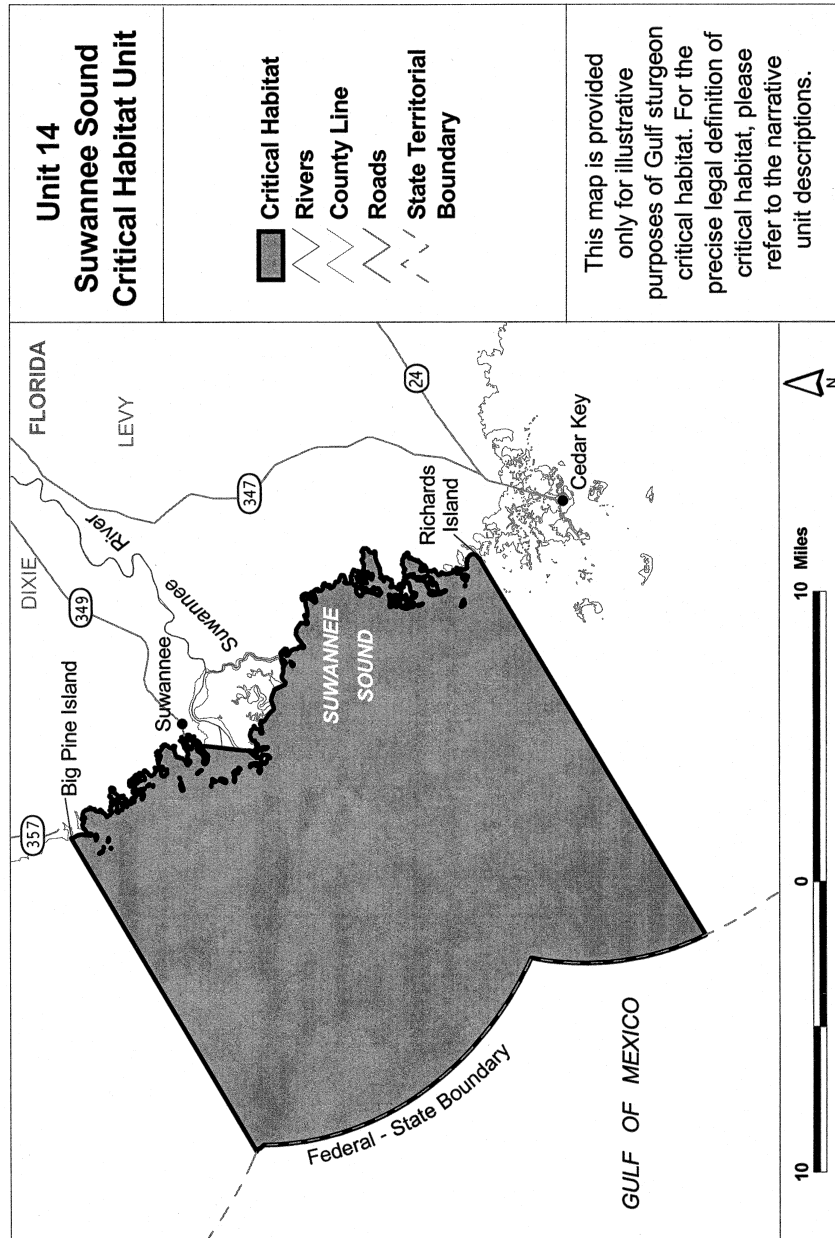 Unit 14
Suwannee Sound
Critical Habitat Unit
Critical Habitat
Rivers
County Line
Roads
State Territorial
Boundary
This map is provided
only for illustrative
purposes of Gulf sturgeon
critical habitat. For the
precise legal definition of
critical habitat, please
refer to the narrative
unit descriptions.
FLORIDA
DIXIE
LEVY
357
349
347
24
Big Pine Island
Suwannee
Suwannee River
SUWANNEE
SOUND
Richards
Island
Cedar Key
Federal - State Boundary
GULF OF MEXICO
10
0
10 Miles
N